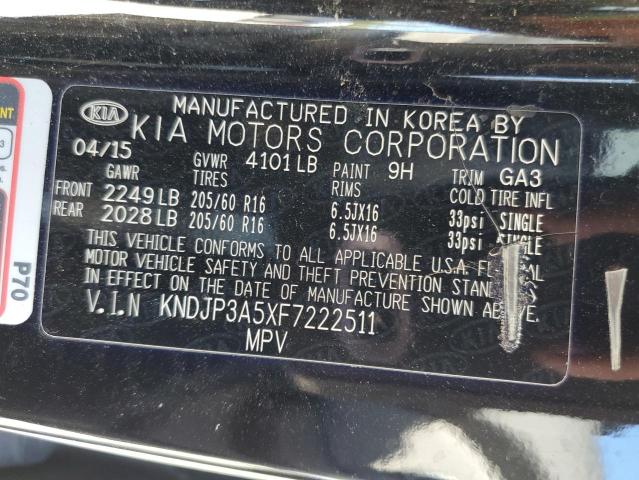 KIA
MANUFACTURED IN KOREA BY
KIA MOTORS CORPORATION
04/15 GVWR 4101 LB PAINT 9H TRIM GA3
GAWR TIRES RIMS COLD TIRE INFL
FRONT 2249 LB 205/60 R16 6.5JX16 33psi SINGLE
REAR 2028 LB 205/60 R16 6.5JX16 33psi SINGLE
THIS VEHICLE CONFORMS TO ALL APPLICABLE U.S.A.
MOTOR VEHICLE SAFETY AND THEFT PREVENTION
IN EFFECT ON THE DATE OF MANUFACTURE SHOWN ABOVE.
V.I.N KNDJP3A5XF7222511
MPV
P70